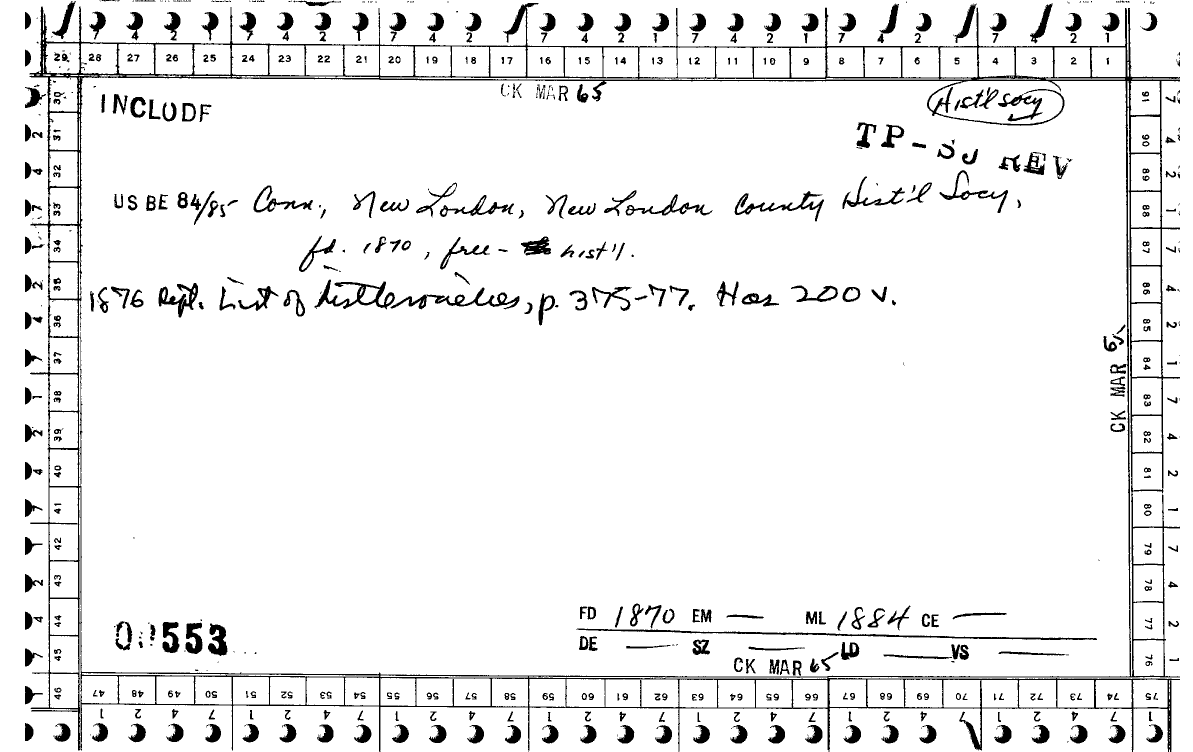 7 4 2 1 7 4 2 1 7 4 2 1 7 4 2 1 7 4 2 1 7 4 2 1 7 4 2 1
29 28 27 26 25 24 23 22 21 20 19 18 17 16 15 14 13 12 11 10 9 8 7 6 5 4 3 2 1
CK MAR 65
INCLUDE
Hist'l socy
TP-SJ REV
US BE 84/85 Conn., New London, New London County Hist'l Socy,
fd. 1870, free- hist'l.
1876 Rept. List of histl societies, p. 375-77. Has 200 v.
CK MAR 65
30 31 32 33 34 35 36 37 38 39 40 41 42 43 44 45 46
91 90 89 88 87 86 85 84 83 82 81 80 79 78 77 76 75
00553
FD 1870 EM — ML 1884 CE —
DE — SZ — LD — VS —
CK MAR 65
47 48 49 50 51 52 53 54 55 56 57 58 59 60 61 62 63 64 65 66 67 68 69 70 71 72 73 74
1 2 4 7 1 2 4 7 1 2 4 7 1 2 4 7 1 2 4 7 1 2 4 7 1 2 4 7